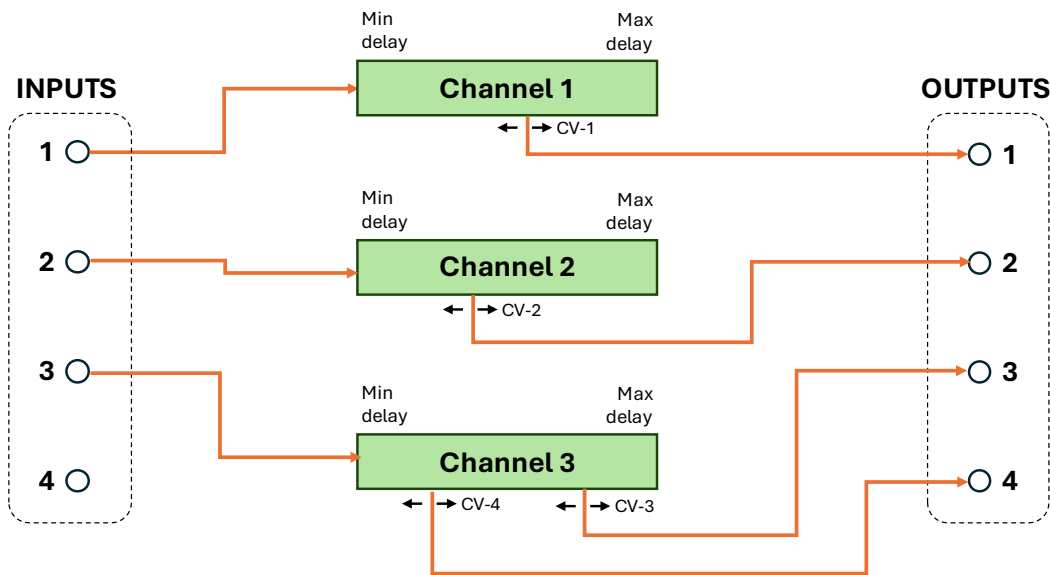 Min
delay
Max
delay
INPUTS
Channel 1
OUTPUTS
CV-1
1
1
Min
delay
Max
delay
2
Channel 2
2
CV-2
3
Min
delay
Max
delay
3
Channel 3
4
4
CV-4
CV-3